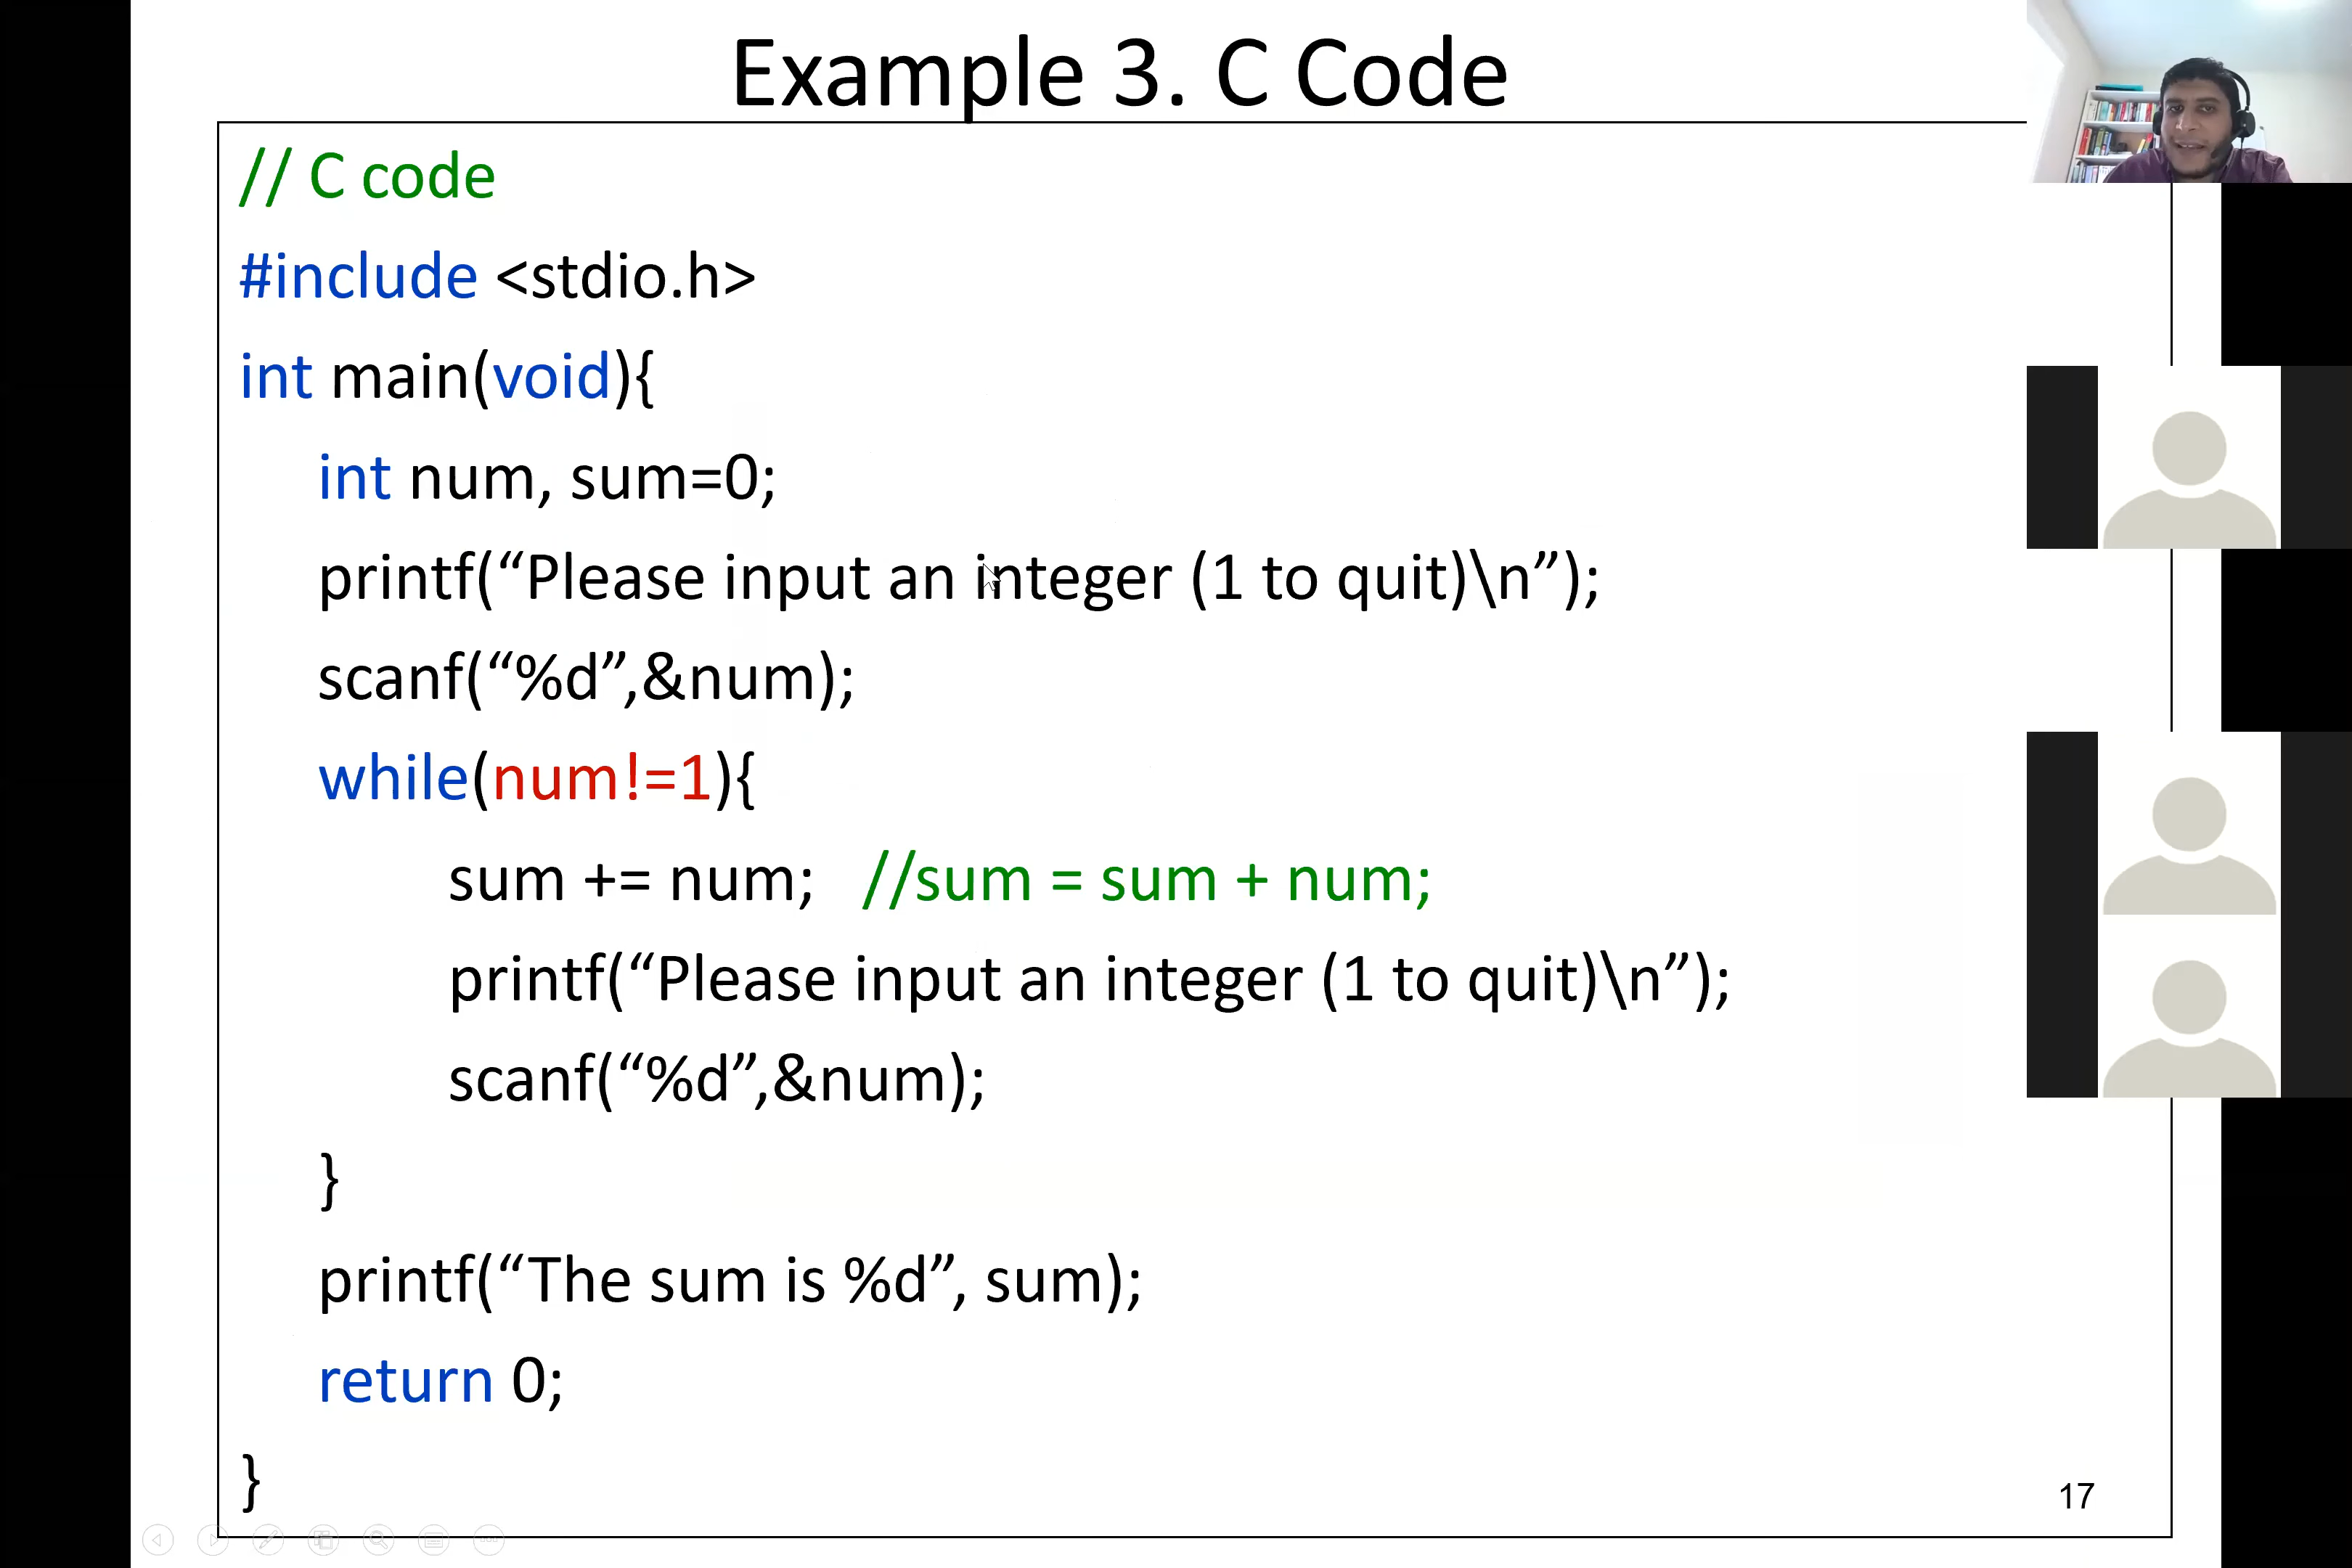 Example 3. C Code
// C code
#include <stdio.h>
int main(void){
int num, sum=0;
printf(“Please input an integer (1 to quit)\n”);
scanf(“%d”,&num);
while(num!=1){
sum += num;   //sum = sum + num;
printf(“Please input an integer (1 to quit)\n”);
scanf(“%d”,&num);
}
printf(“The sum is %d”, sum);
return 0;
}
17